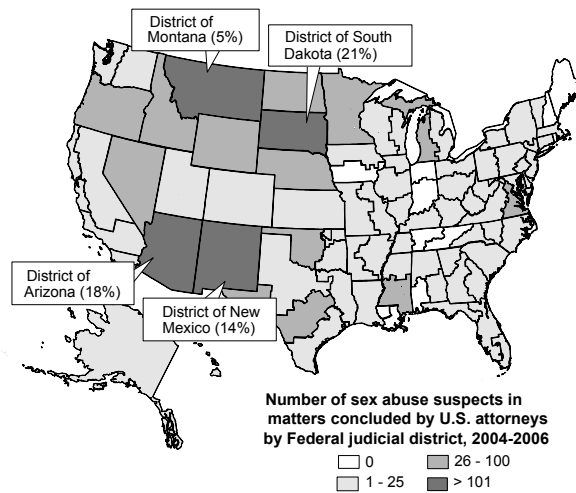 District of
Montana (5%)
District of South
Dakota (21%)
District of
Arizona (18%)
District of New
Mexico (14%)
Number of sex abuse suspects in
matters concluded by U.S. attorneys
by Federal judicial district, 2004-2006
0
26 - 100
1 - 25
> 101